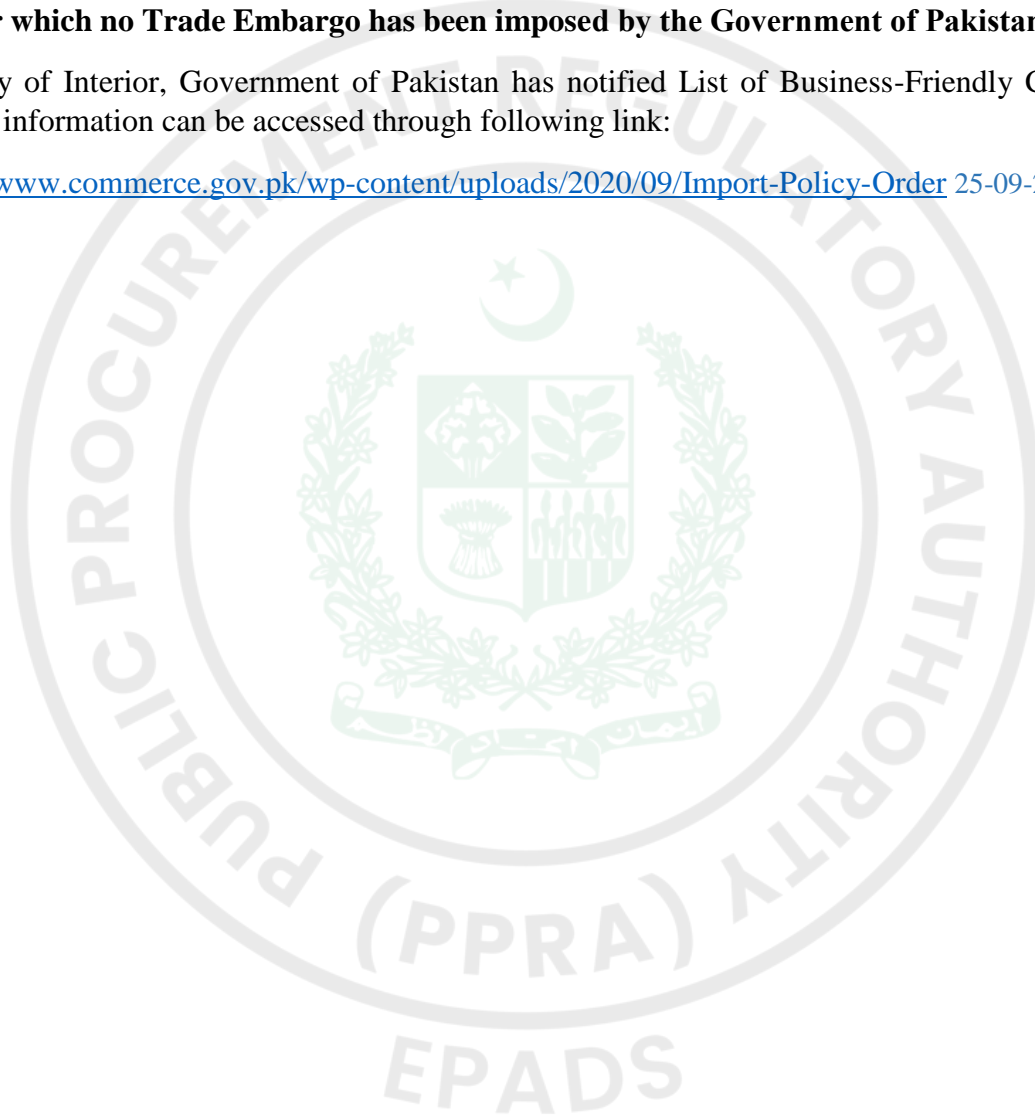 r which no Trade Embargo has been imposed by the Government of Pakistan
y of Interior, Government of Pakistan has notified List of Business-Friendly C
information can be accessed through following link:
www.commerce.gov.pk/wp-content/uploads/2020/09/Import-Policy-Order 25-09-2
PUBLIC PROCUREMENT REGULATORY AUTHORITY
(PPRA)
EPADS